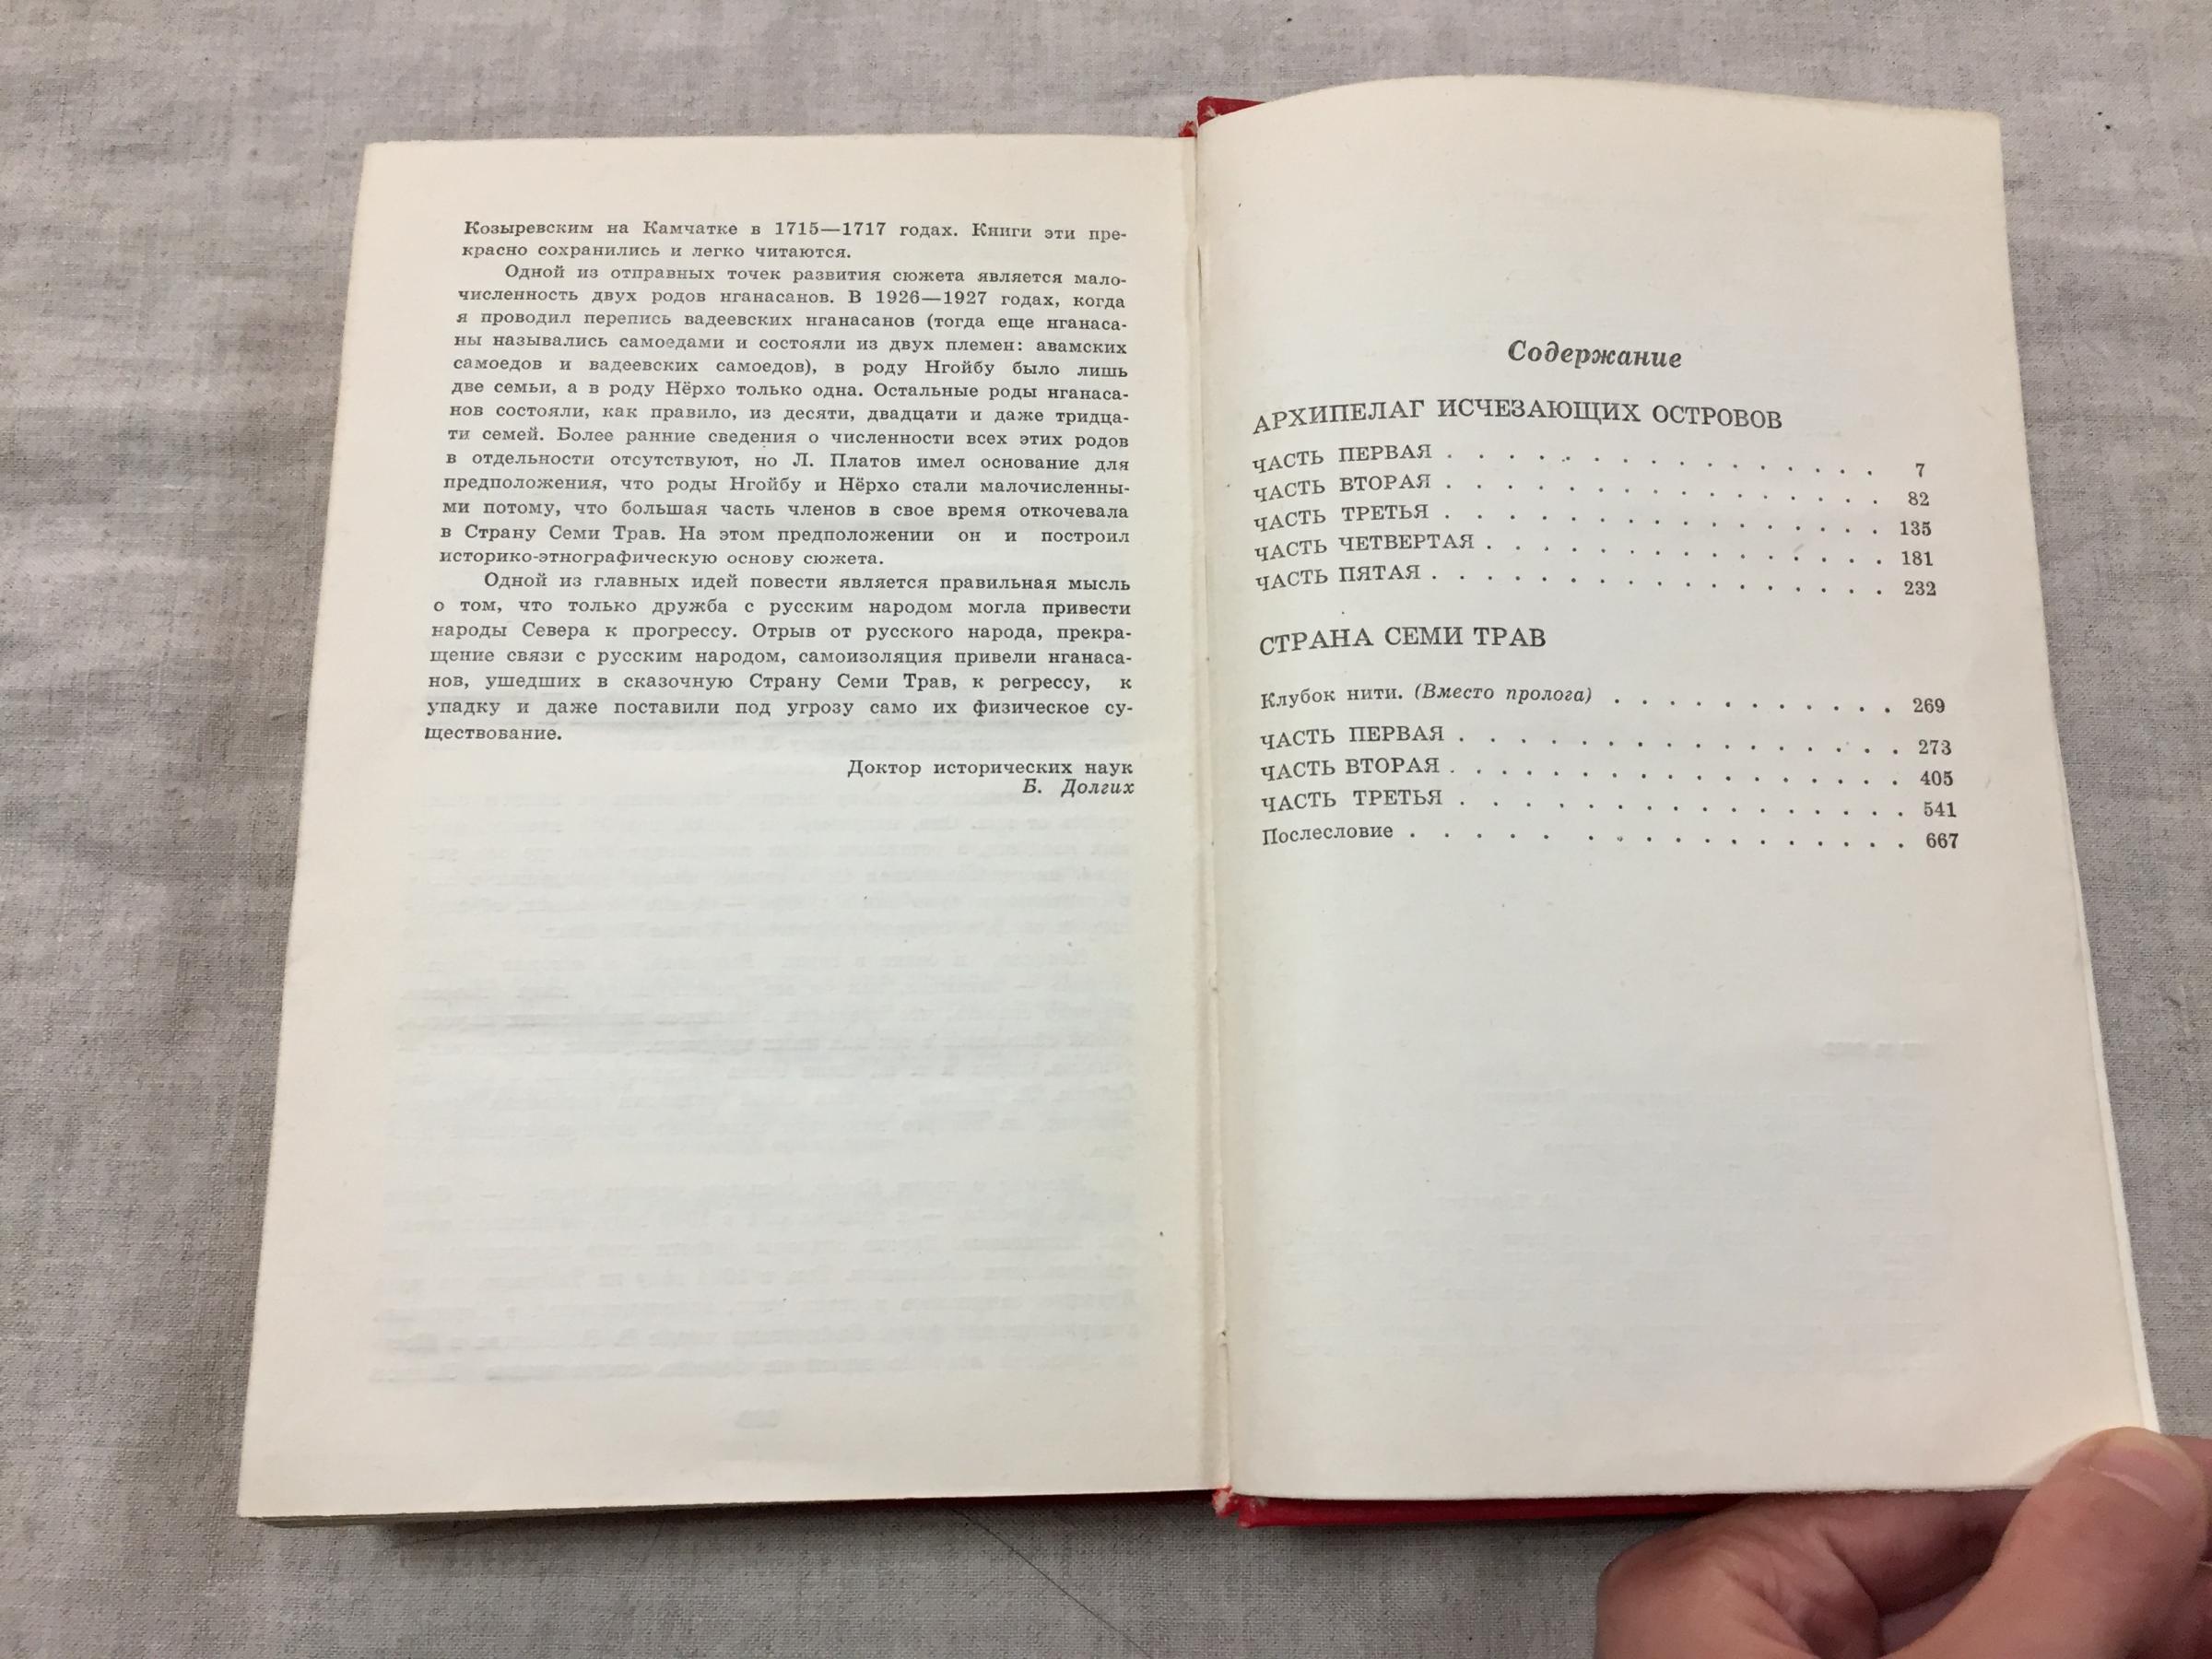 Козыревским на Камчатке в 1715—1717 годах. Книги эти пре-
красно сохранились и легко читаются.
Одной из отправных точек развития сюжета является мало-
численность двух родов нганасанов. В 1926—1927 годах, когда
я проводил перепись вадеевских нганасанов (тогда еще нганаса-
ны назывались самоедами и состояли из двух племен: авамских
самоедов и вадеевских самоедов), в роду Нгойбу было лишь
две семьи, а в роду Нёрхо только одна. Остальные роды нганаса-
нов состояли, как правило, из десяти, двадцати и даже тридца-
ти семей. Более ранние сведения о численности всех этих родов
в отдельности отсутствуют, но Л. Платов имел основание для
предположения, что роды Нгойбу и Нёрхо стали малочисленны-
ми потому, что большая часть членов в свое время откочевала
в Страну Семи Трав. На этом предположении он и построил
историко-этнографическую основу сюжета.
Одной из главных идей повести является правильная мысль
о том, что только дружба с русским народом могла привести
народы Севера к прогрессу. Отрыв от русского народа, прекра-
щение связи с русским народом, самоизоляция привели нганаса-
нов, ушедших в сказочную Страну Семи Трав, к регрессу, к
упадку и даже поставили под угрозу само их физическое су-
ществование.
Доктор исторических наук
Б. Долгих
Содержание
АРХИПЕЛАГ ИСЧЕЗАЮЩИХ ОСТРОВОВ
ЧАСТЬ ПЕРВАЯ . . . . . . . . . . . . . . . 7
ЧАСТЬ ВТОРАЯ . . . . . . . . . . . . . . . 82
ЧАСТЬ ТРЕТЬЯ . . . . . . . . . . . . . . . 135
ЧАСТЬ ЧЕТВЕРТАЯ . . . . . . . . . . . . . . 181
ЧАСТЬ ПЯТАЯ . . . . . . . . . . . . . . . 232
СТРАНА СЕМИ ТРАВ
Клубок нити. (Вместо пролога) . . . . . . . . . . 269
ЧАСТЬ ПЕРВАЯ . . . . . . . . . . . . . . . 273
ЧАСТЬ ВТОРАЯ . . . . . . . . . . . . . . . 405
ЧАСТЬ ТРЕТЬЯ . . . . . . . . . . . . . . . 541
Послесловие . . . . . . . . . . . . . . . . 667